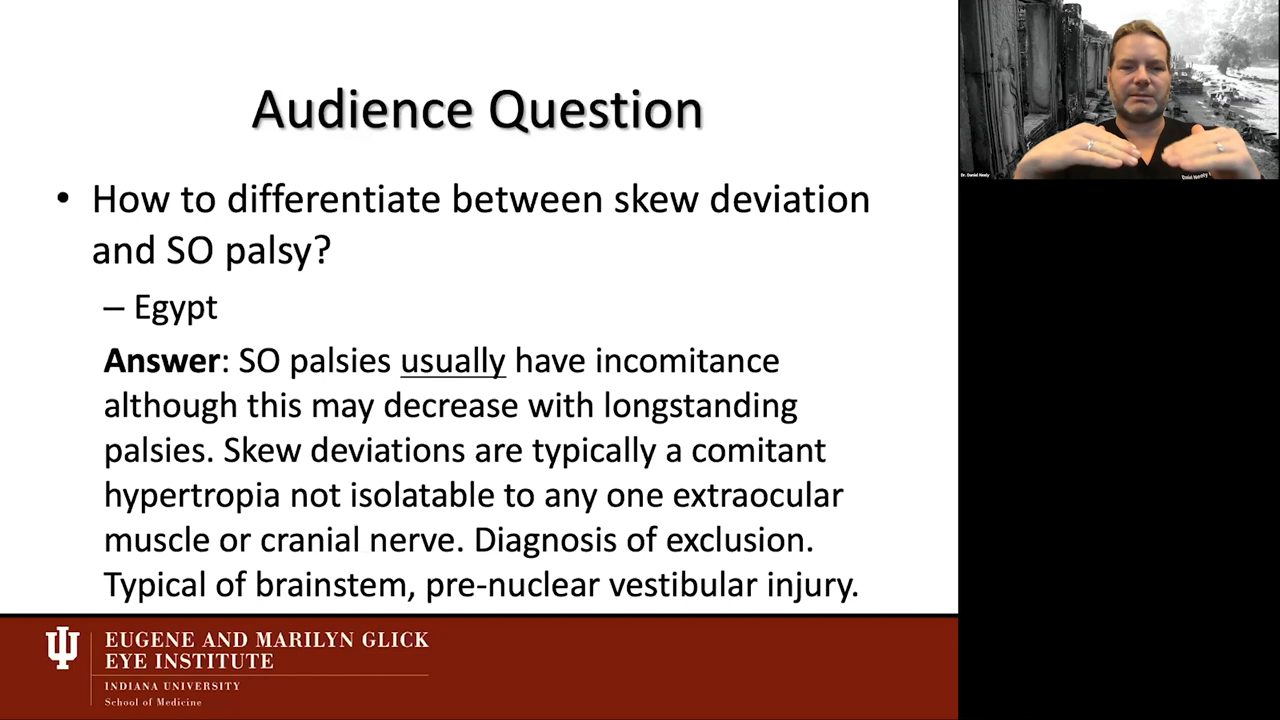 Audience Question
• How to differentiate between skew deviation
and SO palsy?
– Egypt
Answer: SO palsies usually have incomitance
although this may decrease with longstanding
palsies. Skew deviations are typically a comitant
hypertropia not isolatable to any one extraocular
muscle or cranial nerve. Diagnosis of exclusion.
Typical of brainstem, pre-nuclear vestibular injury.
EUGENE AND MARILYN GLICK
EYE INSTITUTE
INDIANA UNIVERSITY
School of Medicine
Dr. Daniel Neely